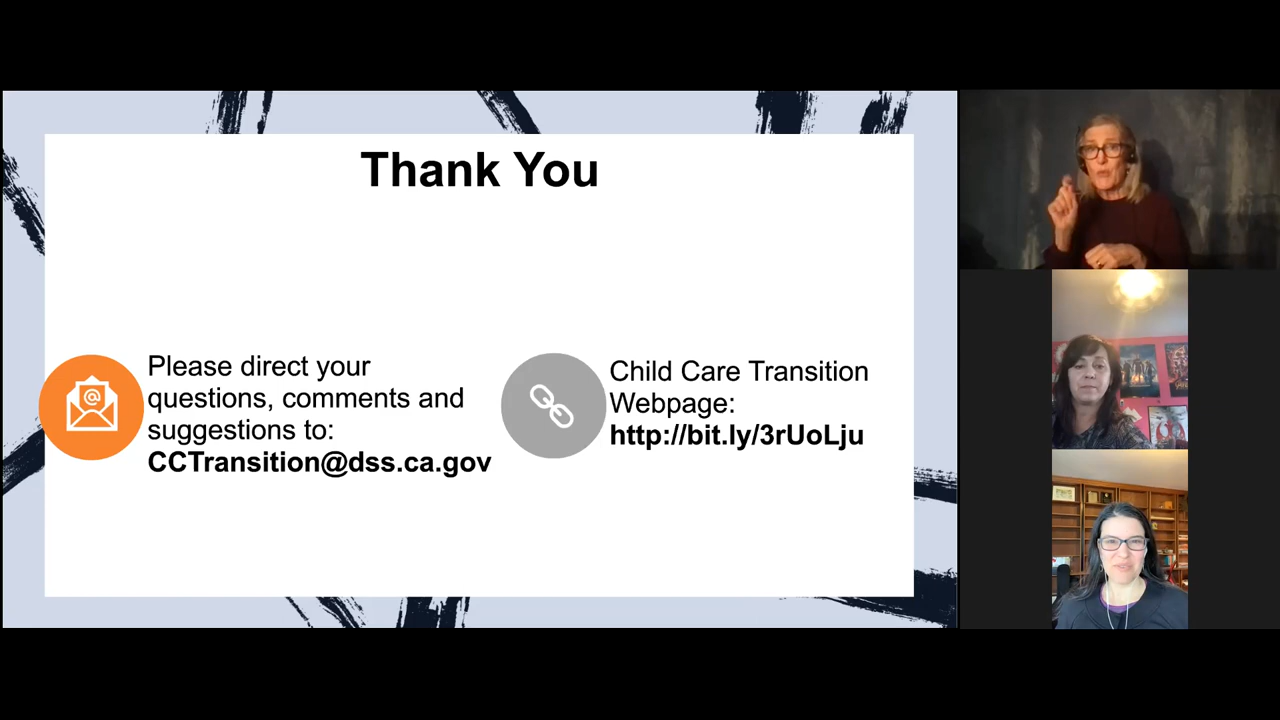 Thank You
Please direct your
questions, comments and
suggestions to:
CCTransition@dss.ca.gov
Child Care Transition
Webpage:
http://bit.ly/3rUoLju